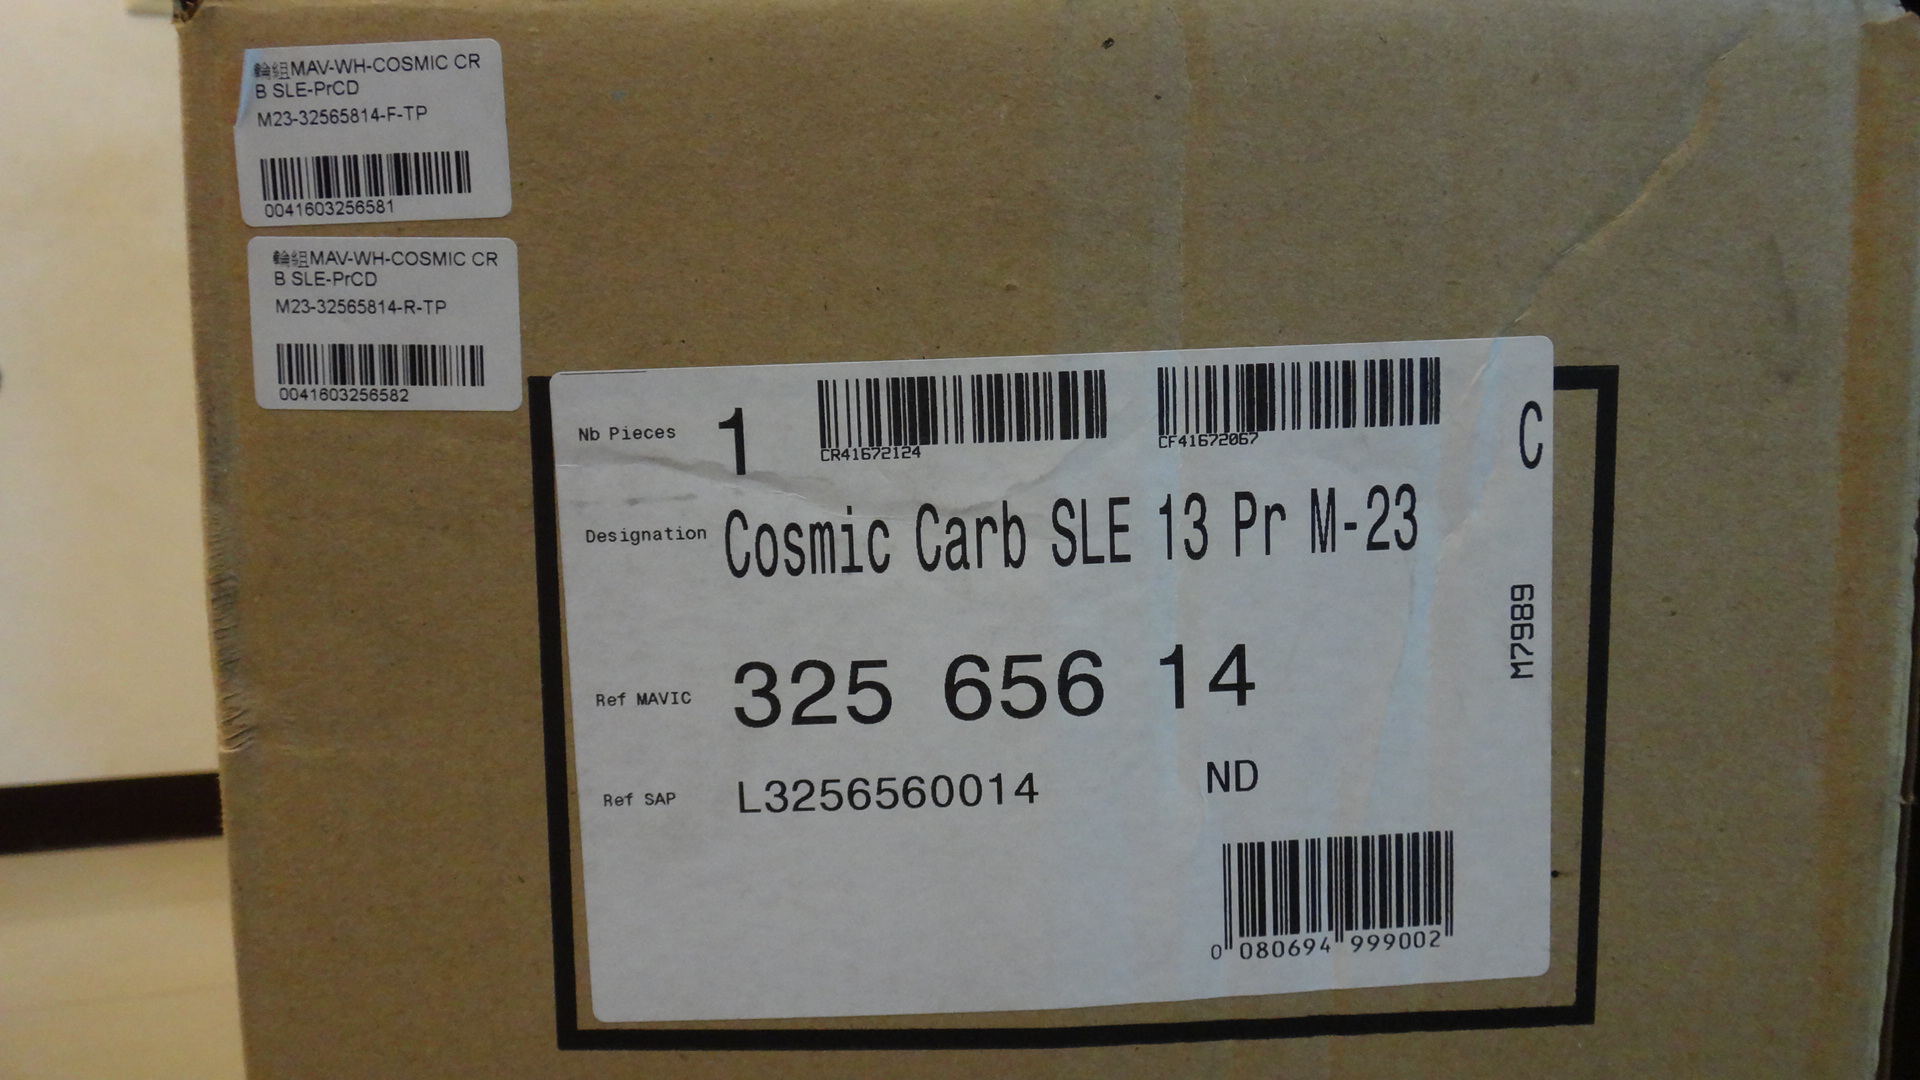 輪組MAV-WH-COSMIC CR
B SLE-PrCD
M23-32565814-F-TP
0041603256581
輪組MAV-WH-COSMIC CR
B SLE-PrCD
M23-32565814-R-TP
0041603256582
Nb Pieces 1 CR41672124 CF41672067 C
Designation Cosmic Carb SLE 13 Pr M-23
M7989
Ref MAVIC 325 656 14
Ref SAP L3256560014 ND
0 080694 999002